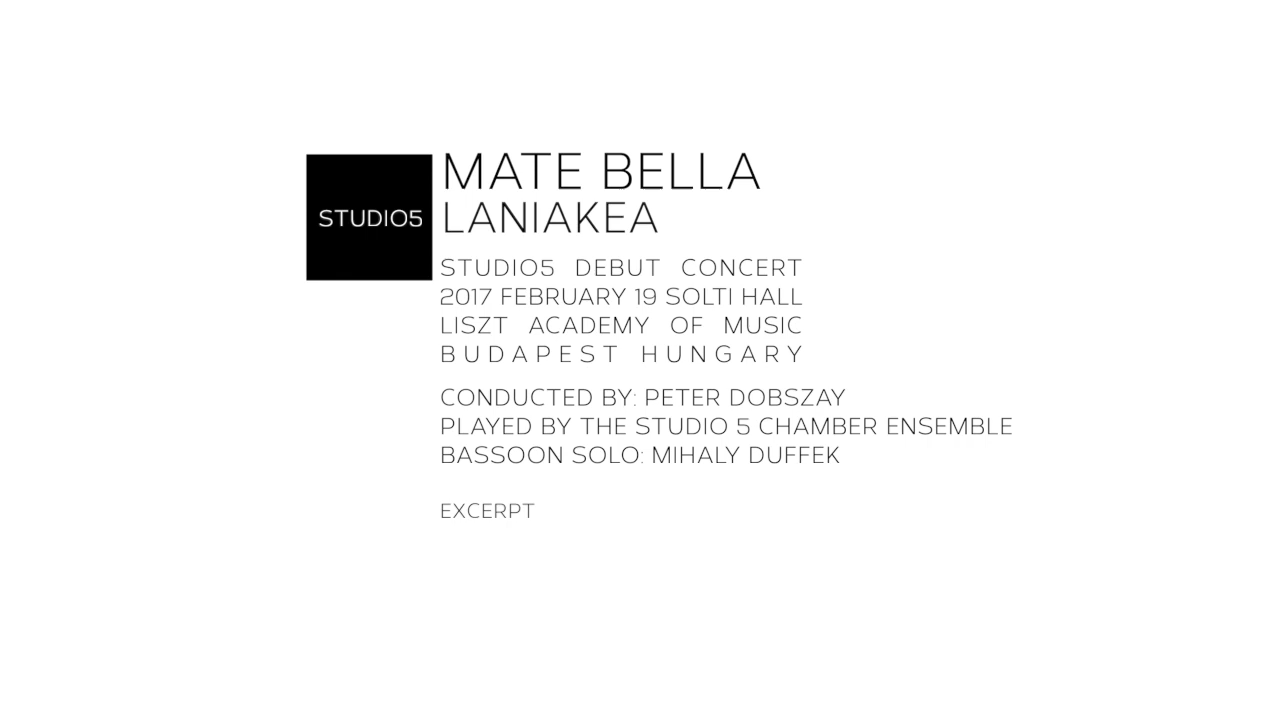 STUDIO5
MATE BELLA
LANIAKEA
STUDIO5 DEBUT CONCERT
2017 FEBRUARY 19 SOLTI HALL
LISZT ACADEMY OF MUSIC
BUDAPEST HUNGARY
CONDUCTED BY: PETER DOBSZAY
PLAYED BY THE STUDIO 5 CHAMBER ENSEMBLE
BASSOON SOLO: MIHALY DUFFEK
EXCERPT